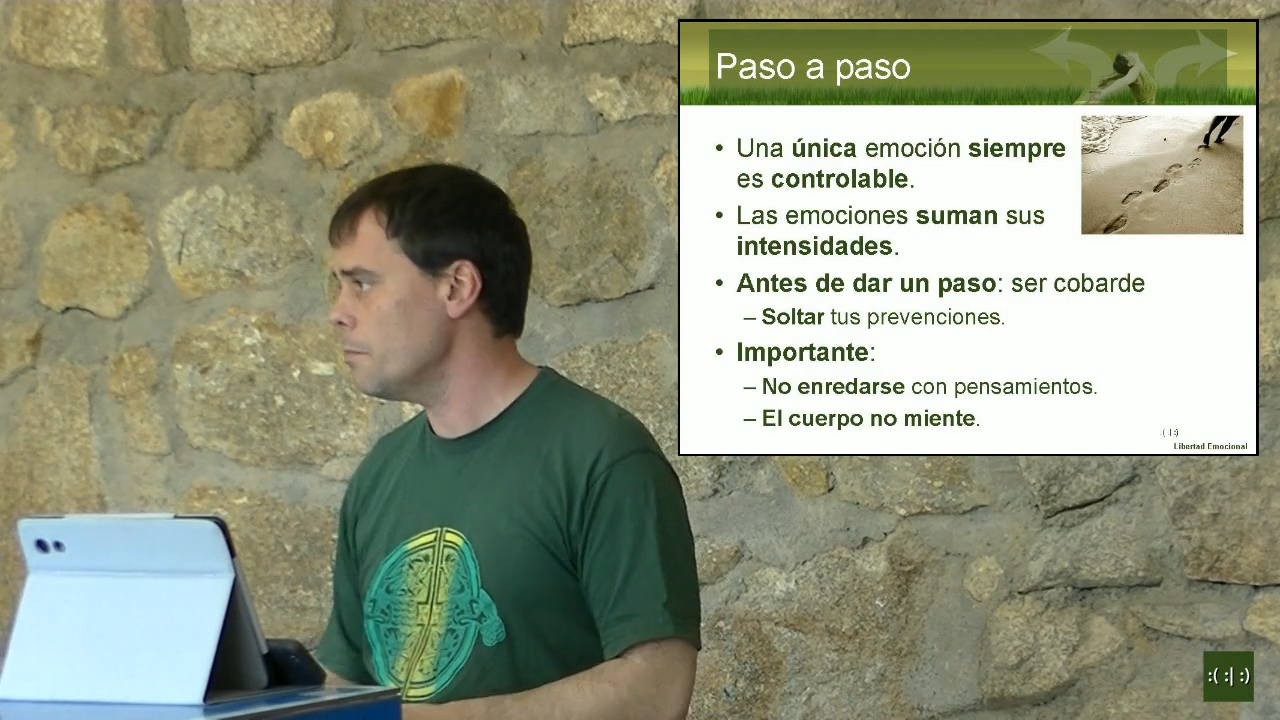 Paso a paso
• Una única emoción siempre
es controlable.
• Las emociones suman sus
intensidades.
• Antes de dar un paso: ser cobarde
– Soltar tus prevenciones.
• Importante:
– No enredarse con pensimientos.
– El cuerpo no miente.
:( :| :)
Libertad Emocional
:( :| :)